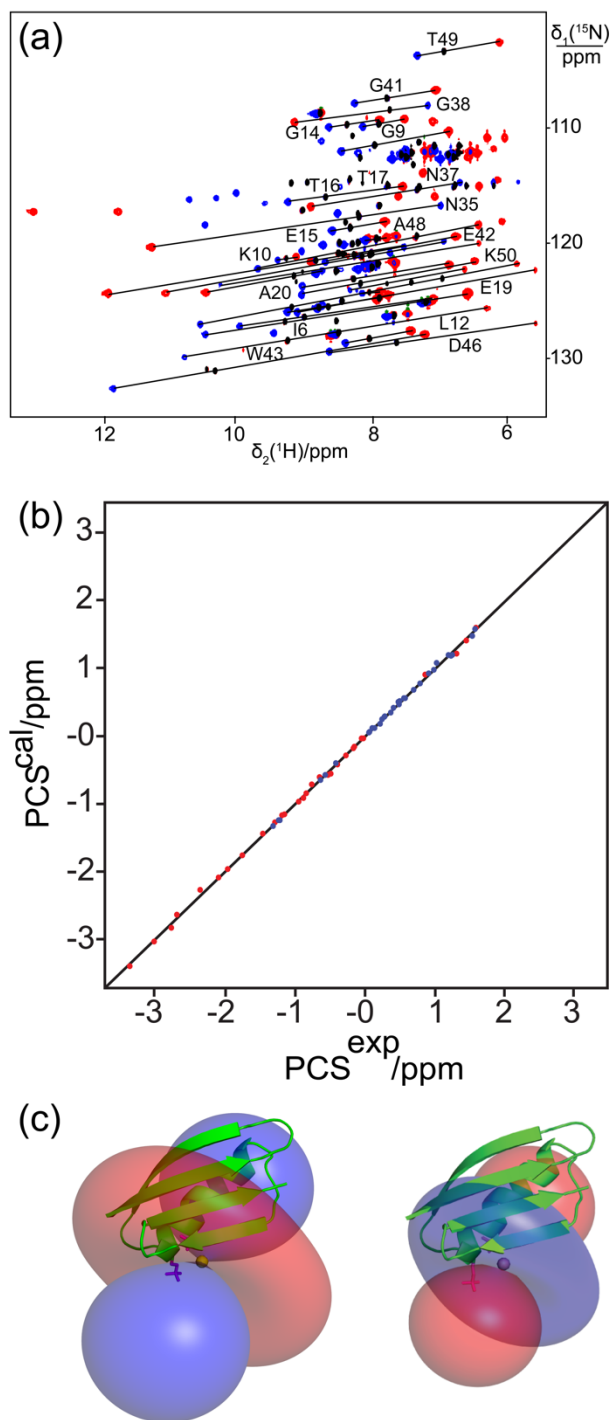 (a)
δ₁(¹⁵N)
ppm
T49
G41
G38
G14
G9
-110
T16
T17
N37
N35
E15
A48
E42
-120
K10
K50
A20
E19
I6
L12
W43
D46
-130
12
10
8
6
δ₂(¹H)/ppm
(b)
3
2
1
-0
-1
-2
-3
PCSᶜᵃˡ/ppm
-3
-2
-1
-0
1
2
3
PCSᵉˣᵖ/ppm
(c)